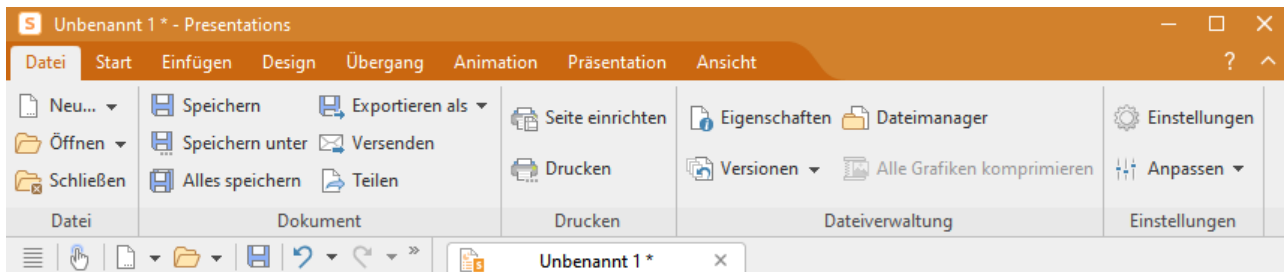 S Unbenannt 1 * - Presentations
Datei Start Einfügen Design Übergang Animation Präsentation Ansicht ?
Neu... Speichern Exportieren als Seite einrichten Eigenschaften Dateimanager Einstellungen
Öffnen Speichern unter Versenden
Schließen Alles speichern Teilen Drucken Versionen Alle Grafiken komprimieren Anpassen
Datei Dokument Drucken Dateiverwaltung Einstellungen
» Unbenannt 1 *